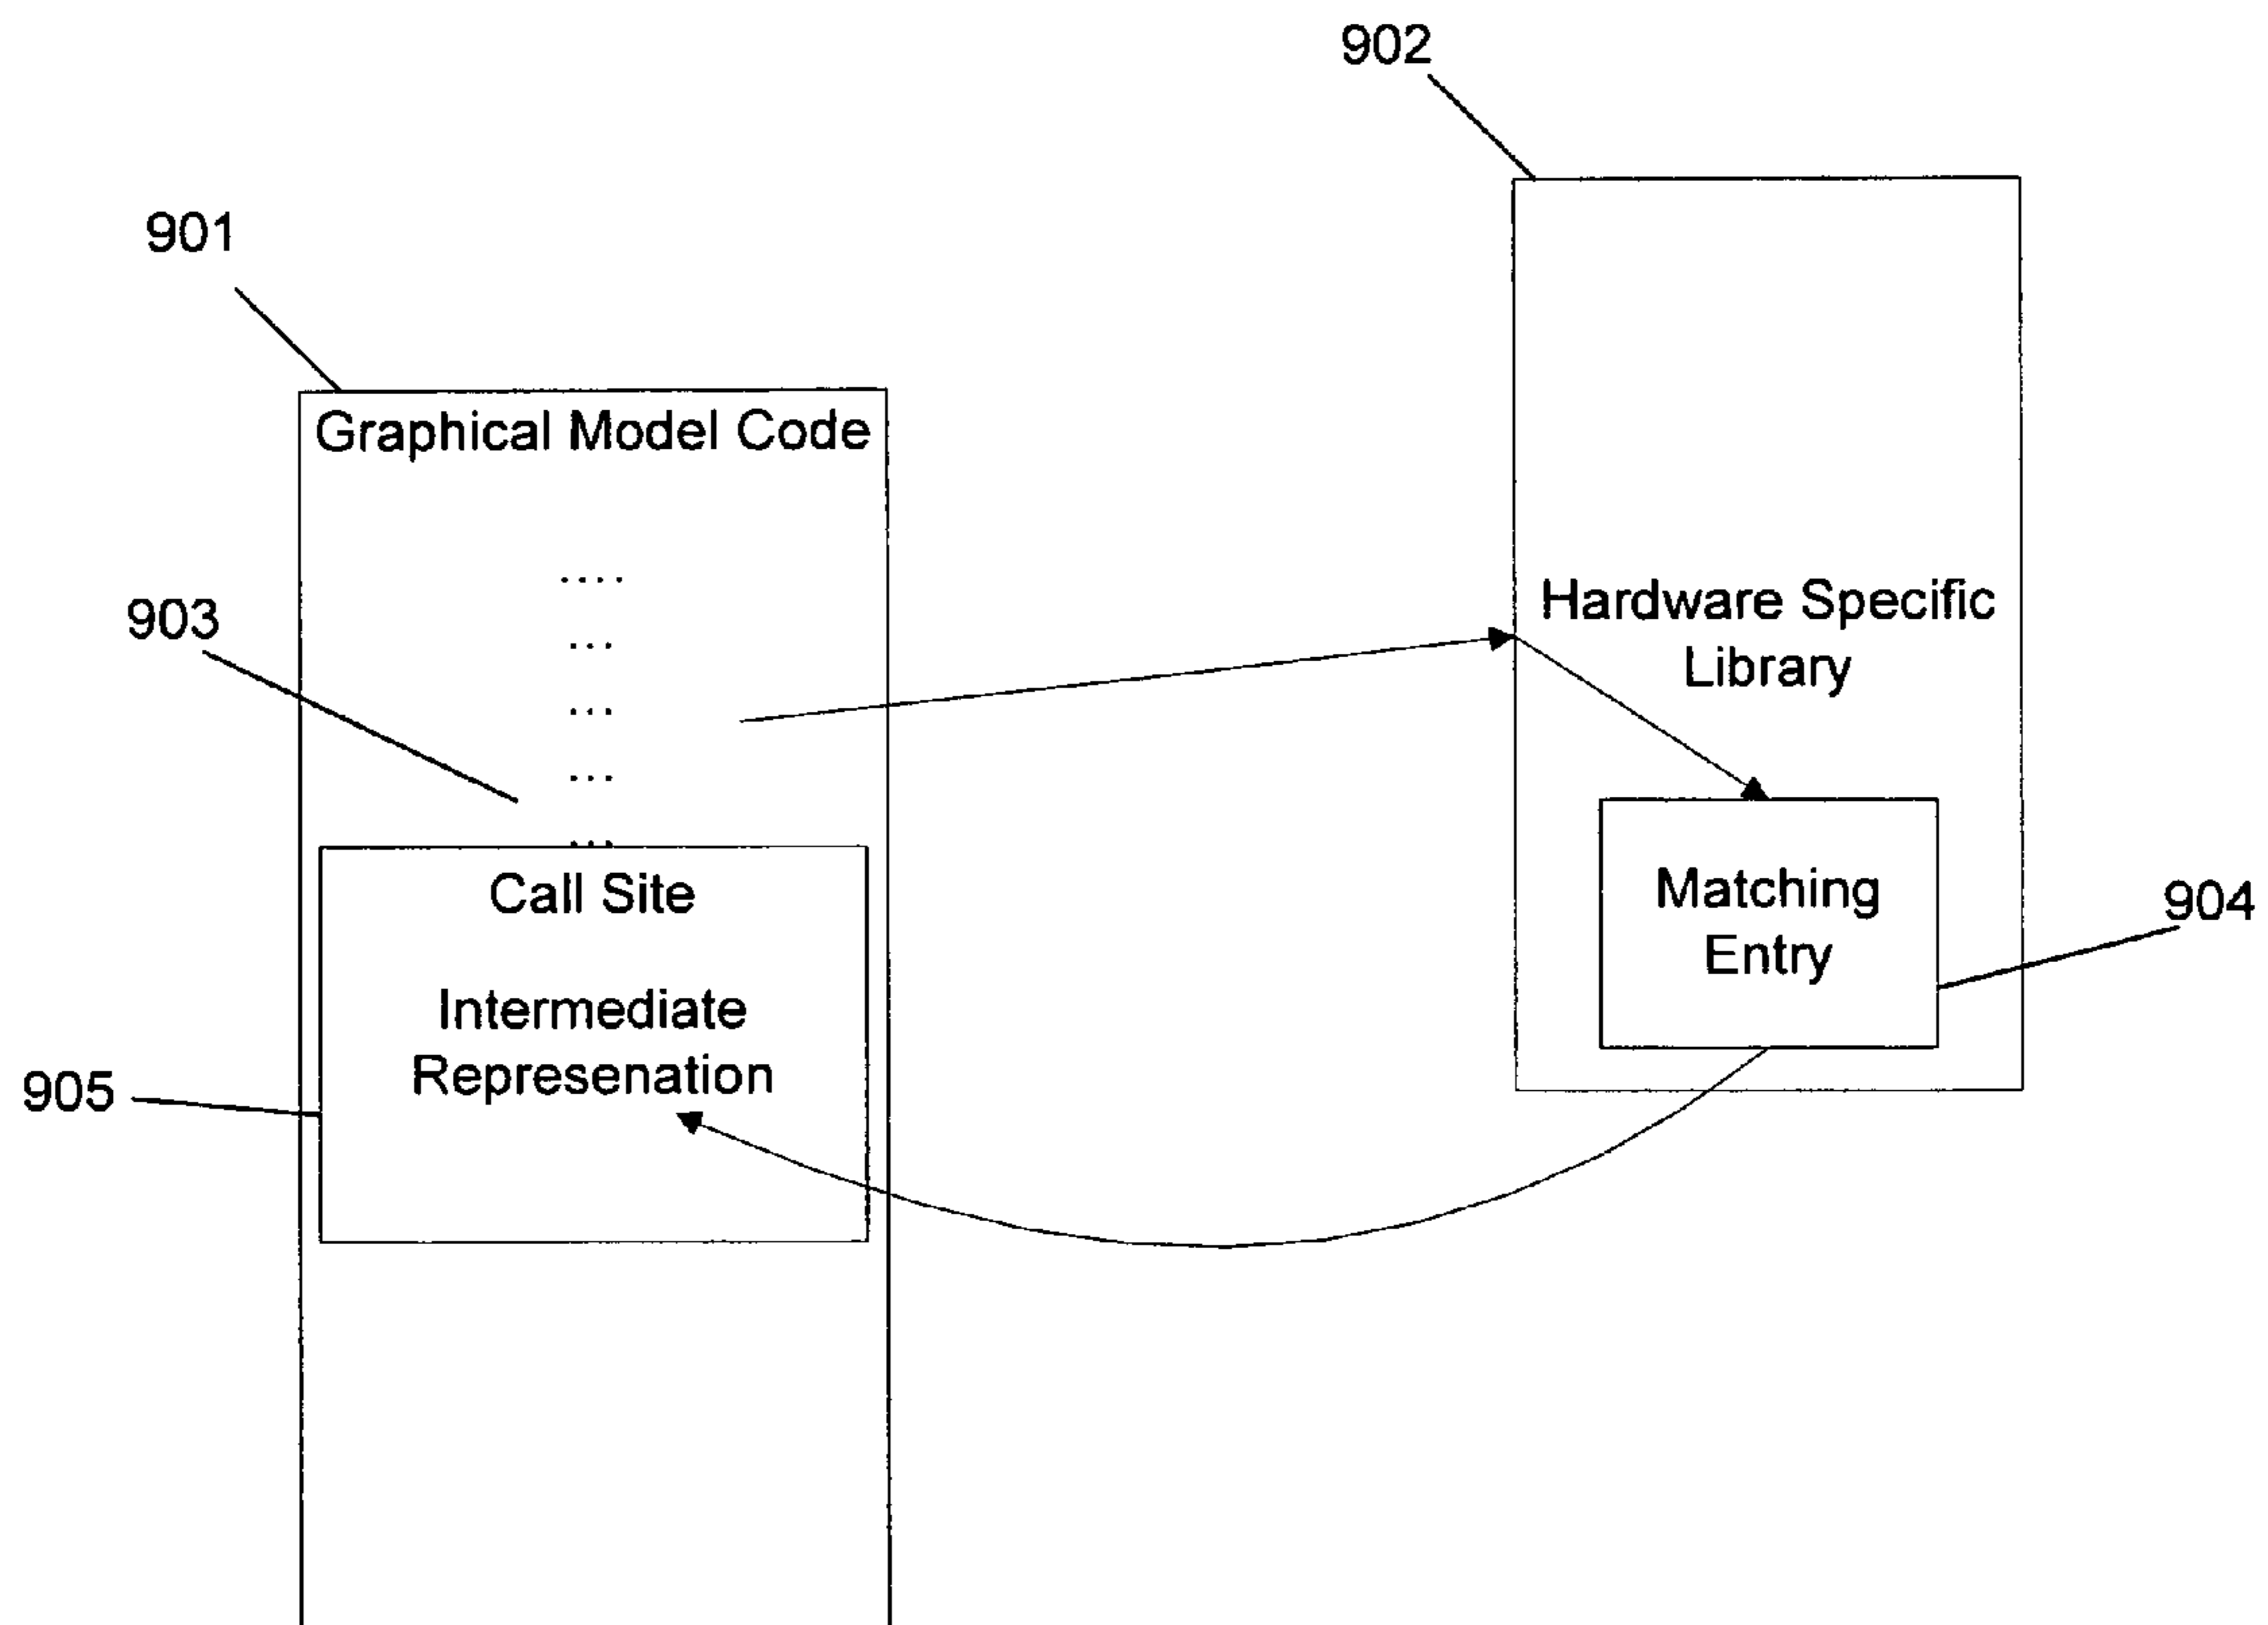 902
901
Graphical Model Code
....
...
903
...
...
...
Call Site
Intermediate
Represenation
905
Hardware Specific
Library
Matching
Entry
904